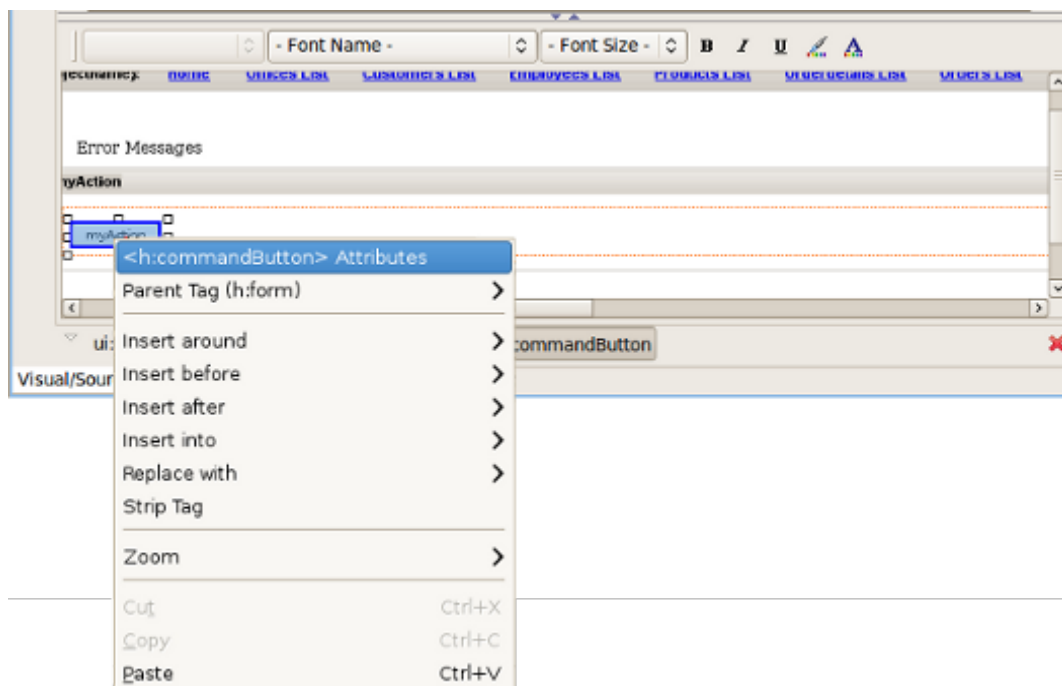 - Font Name - - Font Size - B I U A
Home Offices List Customers List Employees List Products List Orderdetails List Orders List
Error Messages
myAction
myAction
<h:commandButton> Attributes
Parent Tag (h:form)
ui: commandButton
Insert around
Visual/Sour
Insert before
Insert after
Insert into
Replace with
Strip Tag
Zoom
Cut Ctrl+X
Copy Ctrl+C
Paste Ctrl+V